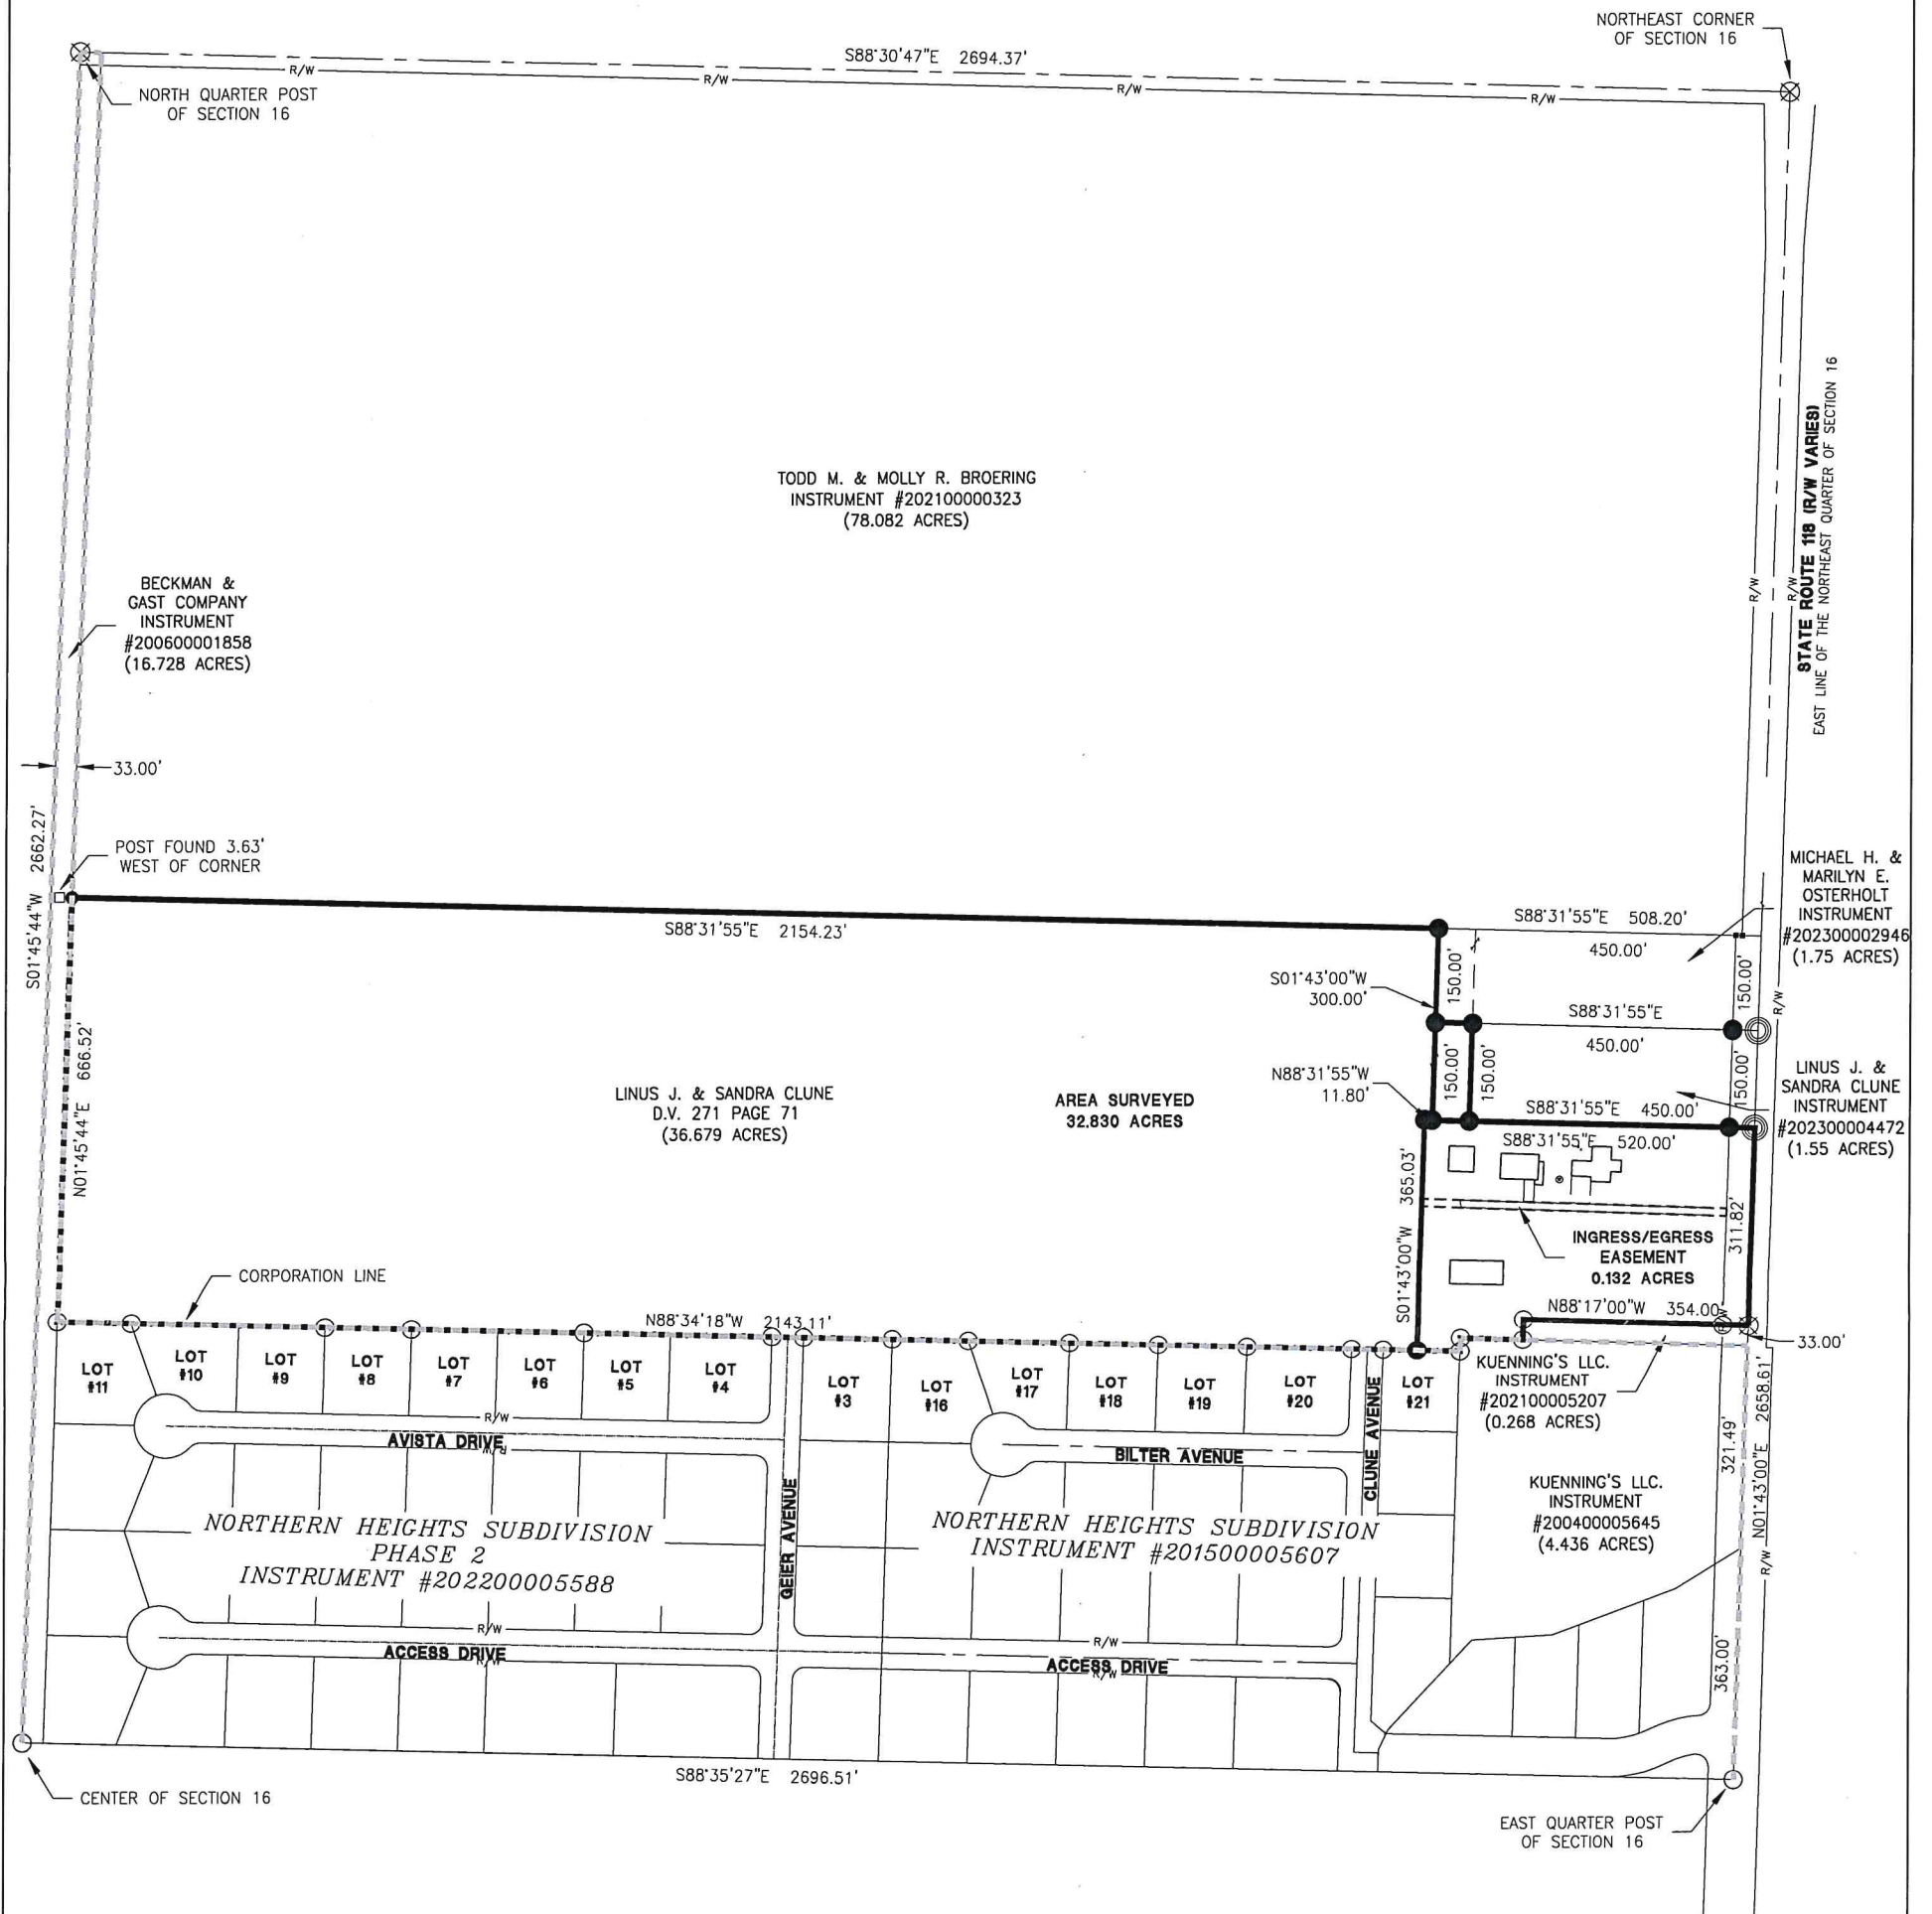 NORTHEAST CORNER
OF SECTION 16
S88°30'47"E 2694.37'
R/W
R/W
R/W
R/W
NORTH QUARTER POST
OF SECTION 16
STATE ROUTE 118 (R/W VARIES)
EAST LINE OF THE NORTHEAST QUARTER OF SECTION 16
R/W
R/W
TODD M. & MOLLY R. BROERING
INSTRUMENT #202100000323
(78.082 ACRES)
BECKMAN &
GAST COMPANY
INSTRUMENT
#200600001858
(16.728 ACRES)
33.00'
S01°45'44"W 2662.27'
POST FOUND 3.63'
WEST OF CORNER
MICHAEL H. &
MARILYN E.
OSTERHOLT
INSTRUMENT
#202300002946
(1.75 ACRES)
S88°31'55"E 2154.23'
S88°31'55"E 508.20'
450.00'
150.00'
150.00'
R/W
S01°43'00"W
300.00'
S88°31'55"E
450.00'
150.00'
150.00'
150.00'
N88°31'55"W
11.80'
LINUS J. &
SANDRA CLUNE
INSTRUMENT
#202300004472
(1.55 ACRES)
N01°45'44"E 666.52'
LINUS J. & SANDRA CLUNE
D.V. 271 PAGE 71
(36.679 ACRES)
AREA SURVEYED
32.830 ACRES
S88°31'55"E 450.00'
S88°31'55"E 520.00'
S01°43'00"W 365.03'
311.82'
INGRESS/EGRESS
EASEMENT
0.132 ACRES
CORPORATION LINE
N88°34'18"W 2143.11'
N88°17'00"W 354.00'
33.00'
LOT
#11
LOT
#10
LOT
#9
LOT
#8
LOT
#7
LOT
#6
LOT
#5
LOT
#4
LOT
#3
LOT
#16
LOT
#17
LOT
#18
LOT
#19
LOT
#20
LOT
#21
KUENNING'S LLC.
INSTRUMENT
#202100005207
(0.268 ACRES)
R/W
AVISTA DRIVE
R/W
BILTER AVENUE
CLUNE AVENUE
GEIER AVENUE
321.49'
N01°43'00"E 2658.61'
R/W
KUENNING'S LLC.
INSTRUMENT
#200400005645
(4.436 ACRES)
NORTHERN HEIGHTS SUBDIVISION
PHASE 2
INSTRUMENT #202200005588
NORTHERN HEIGHTS SUBDIVISION
INSTRUMENT #201500005607
R/W
ACCESS DRIVE
R/W
R/W
ACCESS DRIVE
R/W
363.00'
S88°35'27"E 2696.51'
CENTER OF SECTION 16
EAST QUARTER POST
OF SECTION 16